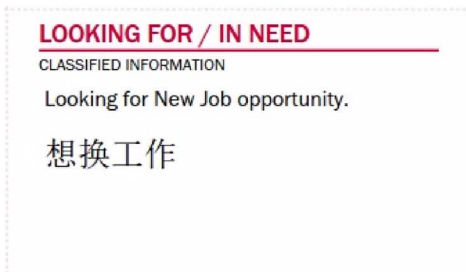 LOOKING FOR / IN NEED
CLASSIFIED INFORMATION
Looking for New Job opportunity.
想换工作